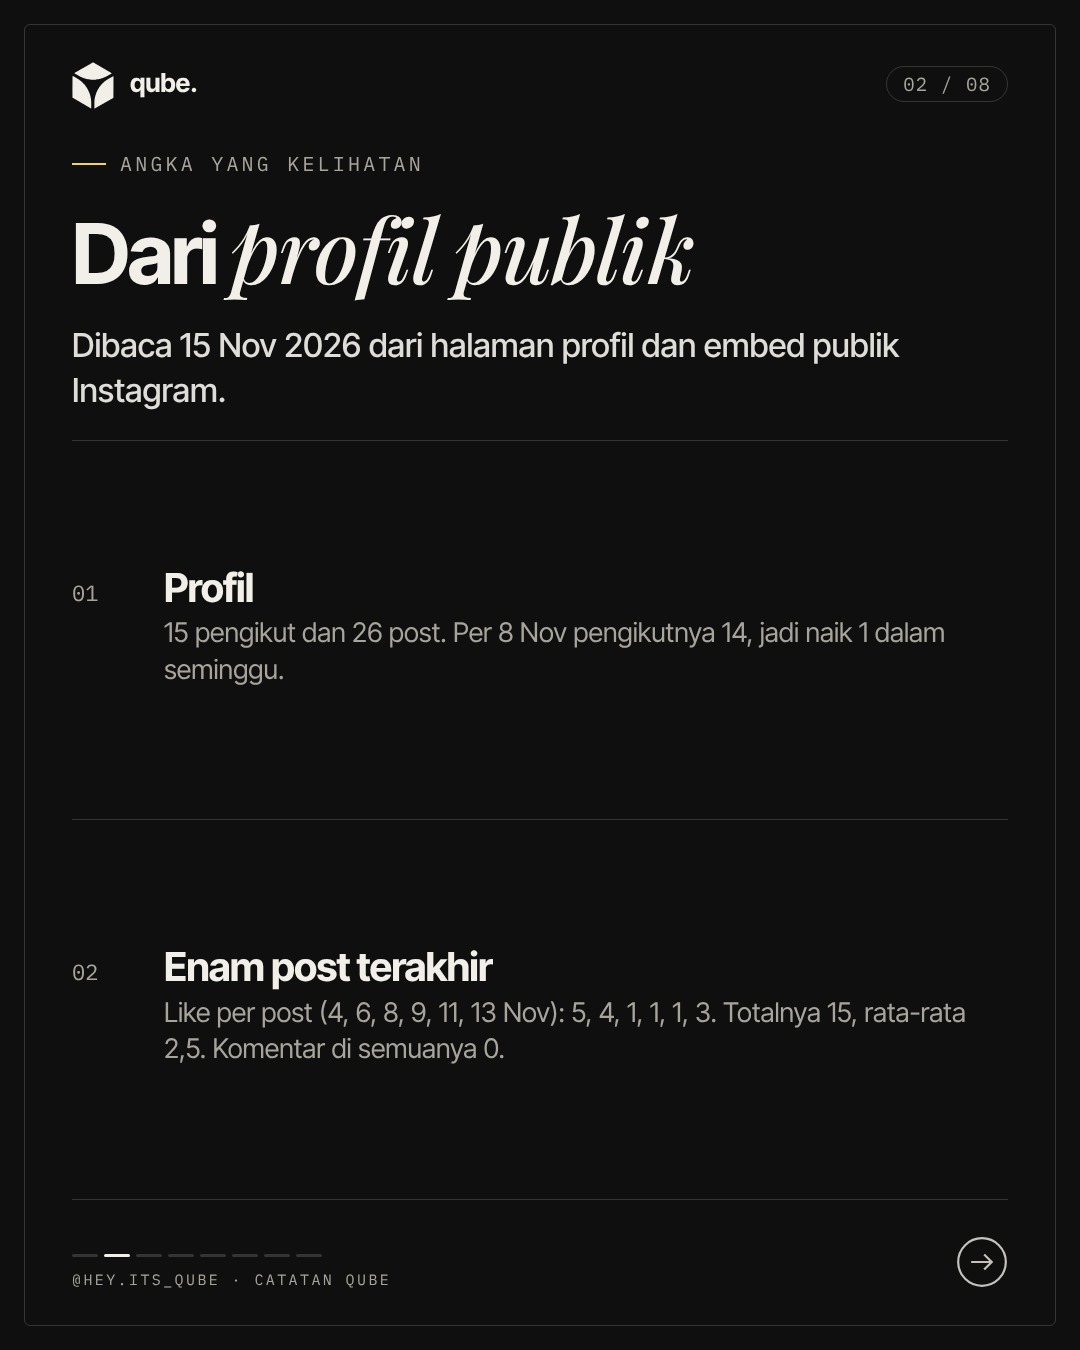 qube.
02 / 08
ANGKA YANG KELIHATAN
Dari profil publik
Dibaca 15 Nov 2026 dari halaman profil dan embed publik
Instagram.
01
Profil
15 pengikut dan 26 post. Per 8 Nov pengikutnya 14, jadi naik 1 dalam
seminggu.
02
Enam post terakhir
Like per post (4, 6, 8, 9, 11, 13 Nov): 5, 4, 1, 1, 1, 3. Totalnya 15, rata-rata
2,5. Komentar di semuanya 0.
@HEY.ITS_QUBE · CATATAN QUBE